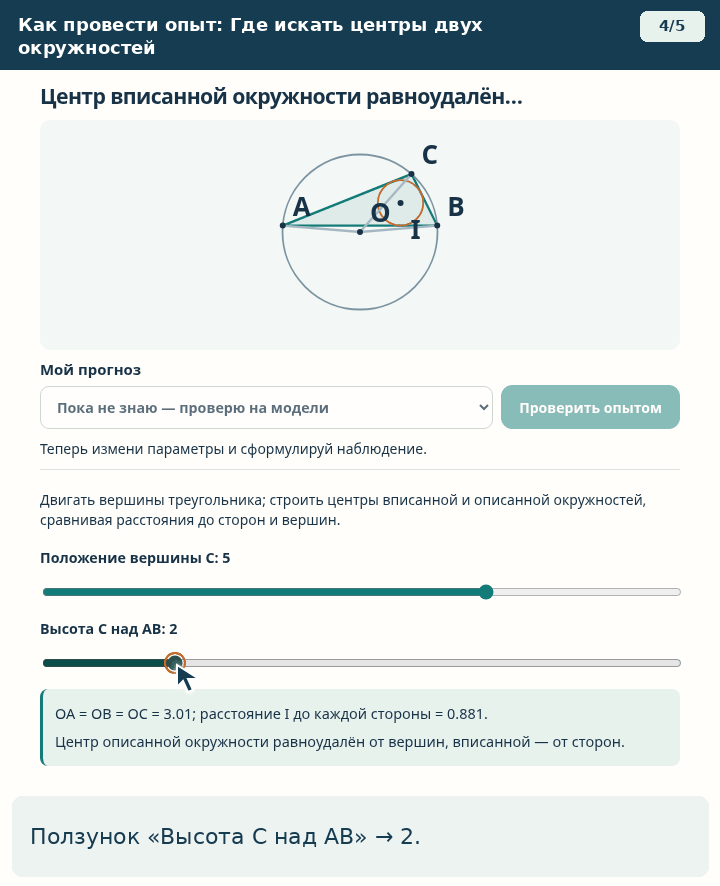 Как провести опыт: Где искать центры двух
окружностей
4/5
Центр вписанной окружности равноудалён…
C
A
O
B
I
Мой прогноз
Пока не знаю — проверю на модели
Проверить опытом
Теперь измени параметры и сформулируй наблюдение.
Двигать вершины треугольника; строить центры вписанной и описанной окружностей,
сравнивая расстояния до сторон и вершин.
Положение вершины C: 5
Высота C над AB: 2
OA = OB = OC = 3.01; расстояние I до каждой стороны = 0.881.
Центр описанной окружности равноудалён от вершин, вписанной — от сторон.
Ползунок «Высота C над AB» → 2.